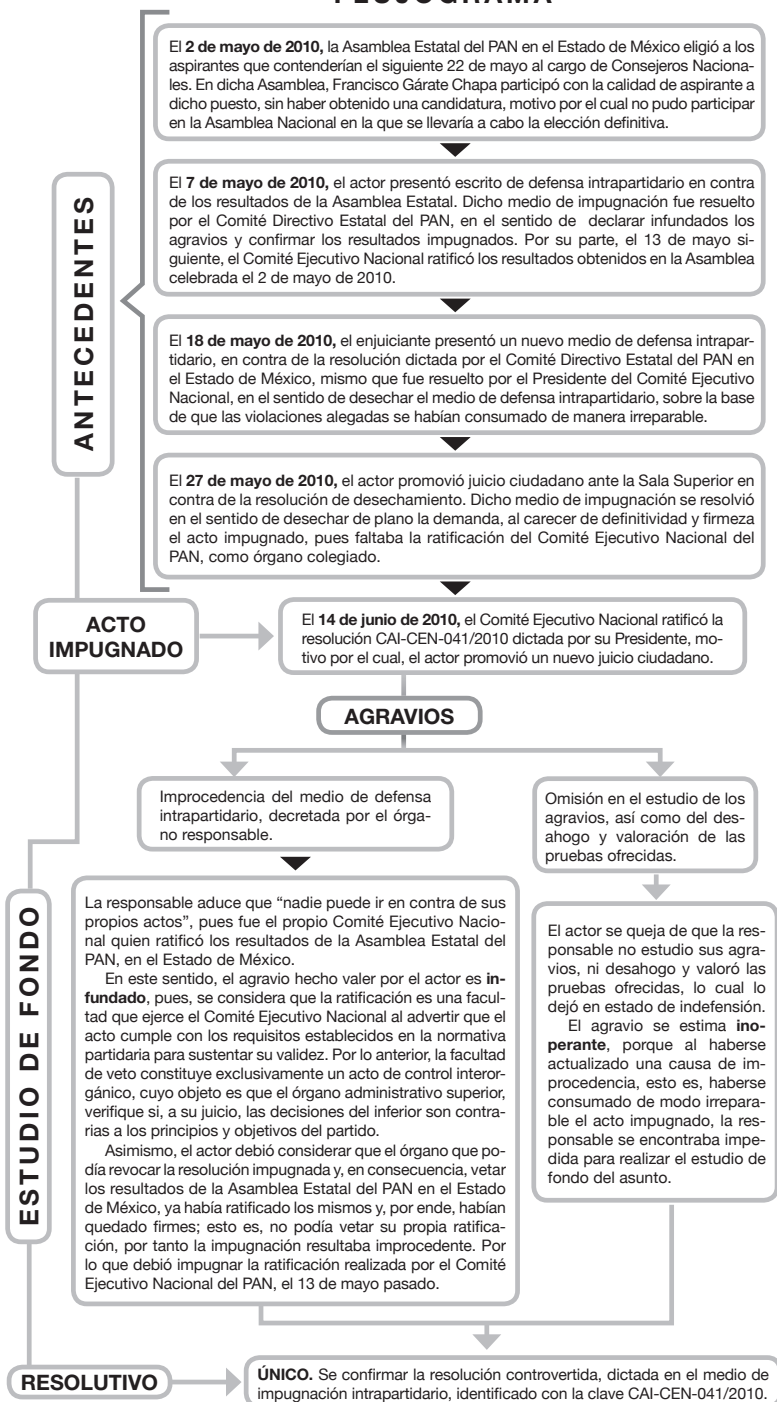 FLUJOGRAMA
El 2 de mayo de 2010, la Asamblea Estatal del PAN en el Estado de México eligió a los
aspirantes que contenderían el siguiente 22 de mayo al cargo de Consejeros Naciona-
les. En dicha Asamblea, Francisco Gárate Chapa participó con la calidad de aspirante a
dicho puesto, sin haber obtenido una candidatura, motivo por el cual no pudo participar
en la Asamblea Nacional en la que se llevaría a cabo la elección definitiva.
ANTECEDENTES
El 7 de mayo de 2010, el actor presentó escrito de defensa intrapartidario en contra
de los resultados de la Asamblea Estatal. Dicho medio de impugnación fue resuelto
por el Comité Directivo Estatal del PAN, en el sentido de declarar infundados los
agravios y confirmar los resultados impugnados. Por su parte, el 13 de mayo si-
guiente, el Comité Ejecutivo Nacional ratificó los resultados obtenidos en la Asamblea
celebrada el 2 de mayo de 2010.
El 18 de mayo de 2010, el enjuiciante presentó un nuevo medio de defensa intrapar-
tidario, en contra de la resolución dictada por el Comité Directivo Estatal del PAN en
el Estado de México, mismo que fue resuelto por el Presidente del Comité Ejecutivo
Nacional, en el sentido de desechar el medio de defensa intrapartidario, sobre la base
de que las violaciones alegadas se habían consumado de manera irreparable.
El 27 de mayo de 2010, el actor promovió juicio ciudadano ante la Sala Superior en
contra de la resolución de desechamiento. Dicho medio de impugnación se resolvió
en el sentido de desechar de plano la demanda, al carecer de definitividad y firmeza
el acto impugnado, pues faltaba la ratificación del Comité Ejecutivo Nacional del
PAN, como órgano colegiado.
ACTO
IMPUGNADO
El 14 de junio de 2010, el Comité Ejecutivo Nacional ratificó la
resolución CAI-CEN-041/2010 dictada por su Presidente, mo-
tivo por el cual, el actor promovió un nuevo juicio ciudadano.
AGRAVIOS
Improcedencia del medio de defensa
intrapartidario, decretada por el órga-
no responsable.
Omisión en el estudio de los
agravios, así como del des-
ahogo y valoración de las
pruebas ofrecidas.
ESTUDIO DE FONDO
La responsable aduce que “nadie puede ir en contra de sus
propios actos”, pues fue el propio Comité Ejecutivo Nacio-
nal quien ratificó los resultados de la Asamblea Estatal del
PAN, en el Estado de México.
En este sentido, el agravio hecho valer por el actor es in-
fundado, pues, se considera que la ratificación es una facul-
tad que ejerce el Comité Ejecutivo Nacional al advertir que el
acto cumple con los requisitos establecidos en la normativa
partidaria para sustentar su validez. Por lo anterior, la facultad
de veto constituye exclusivamente un acto de control interor-
gánico, cuyo objeto es que el órgano administrativo superior,
verifique si, a su juicio, las decisiones del inferior son contra-
rias a los principios y objetivos del partido.
Asimismo, el actor debió considerar que el órgano que po-
día revocar la resolución impugnada y, en consecuencia, vetar
los resultados de la Asamblea Estatal del PAN en el Estado
de México, ya había ratificado los mismos y, por ende, habían
quedado firmes; esto es, no podía vetar su propia ratifica-
ción, por tanto la impugnación resultaba improcedente. Por
lo que debió impugnar la ratificación realizada por el Comité
Ejecutivo Nacional del PAN, el 13 de mayo pasado.
El actor se queja de que la res-
ponsable no estudio sus agra-
vios, ni desahogo y valoró las
pruebas ofrecidas, lo cual lo
dejó en estado de indefensión.
El agravio se estima ino-
perante, porque al haberse
actualizado una causa de im-
procedencia, esto es, haberse
consumado de modo irrepara-
ble el acto impugnado, la res-
ponsable se encontraba impe-
dida para realizar el estudio de
fondo del asunto.
RESOLUTIVO
ÚNICO. Se confirmar la resolución controvertida, dictada en el medio de
impugnación intrapartidario, identificado con la clave CAI-CEN-041/2010.